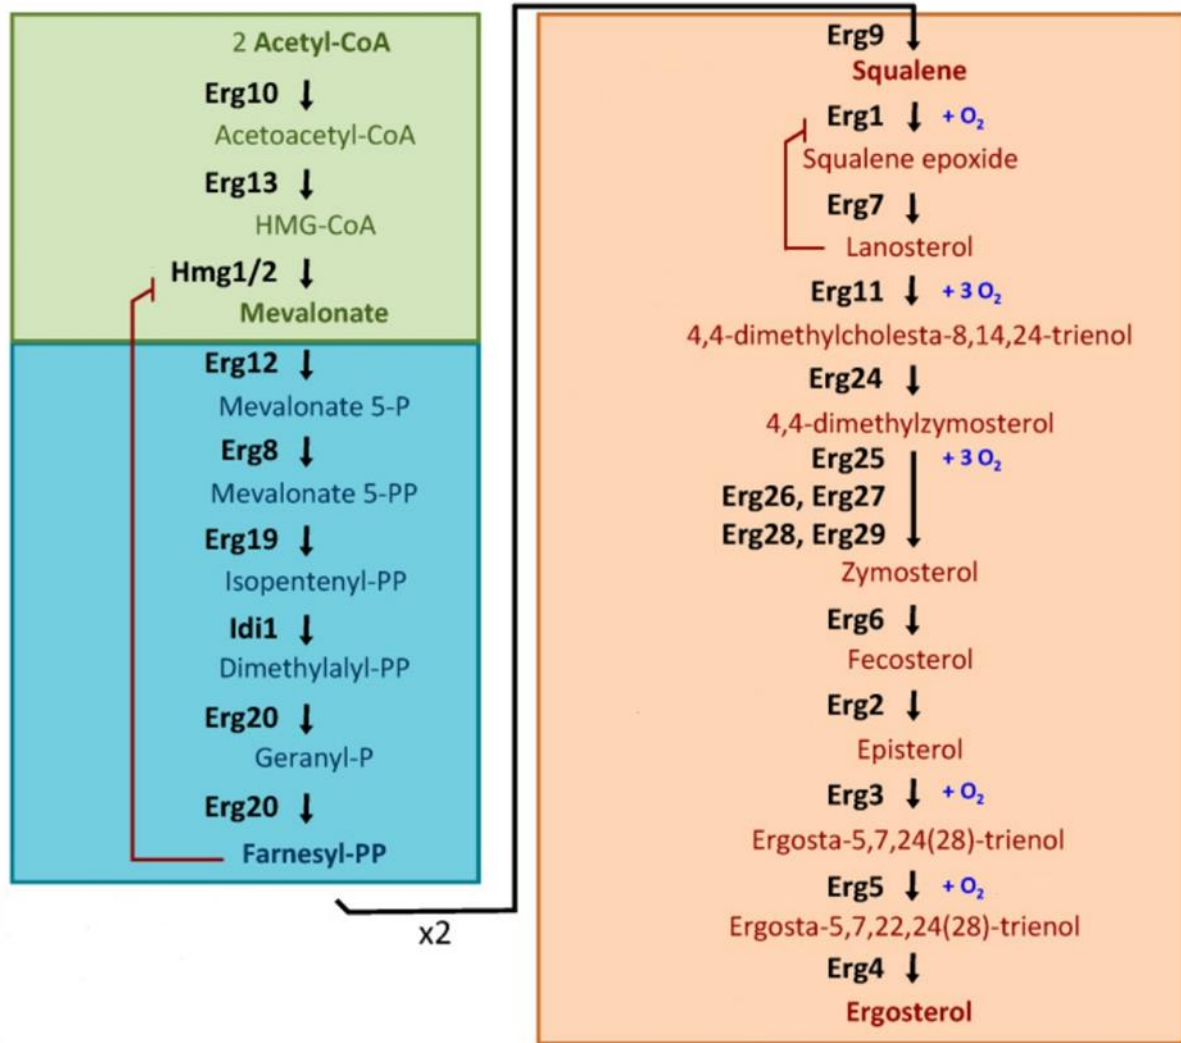 2 Acetyl-CoA
Erg10
Acetoacetyl-CoA
Erg13
HMG-CoA
Hmg1/2
Mevalonate
Erg12
Mevalonate 5-P
Erg8
Mevalonate 5-PP
Erg19
Isopentenyl-PP
Idi1
Dimethylalyl-PP
Erg20
Geranyl-P
Erg20
Farnesyl-PP
x2
Erg9
Squalene
Erg1 + O₂
Squalene epoxide
Erg7
Lanosterol
Erg11 + 3 O₂
4,4-dimethylcholesta-8,14,24-trienol
Erg24
4,4-dimethylzymosterol
Erg25 + 3 O₂
Erg26, Erg27
Erg28, Erg29
Zymosterol
Erg6
Fecosterol
Erg2
Episterol
Erg3 + O₂
Ergosta-5,7,24(28)-trienol
Erg5 + O₂
Ergosta-5,7,22,24(28)-trienol
Erg4
Ergosterol